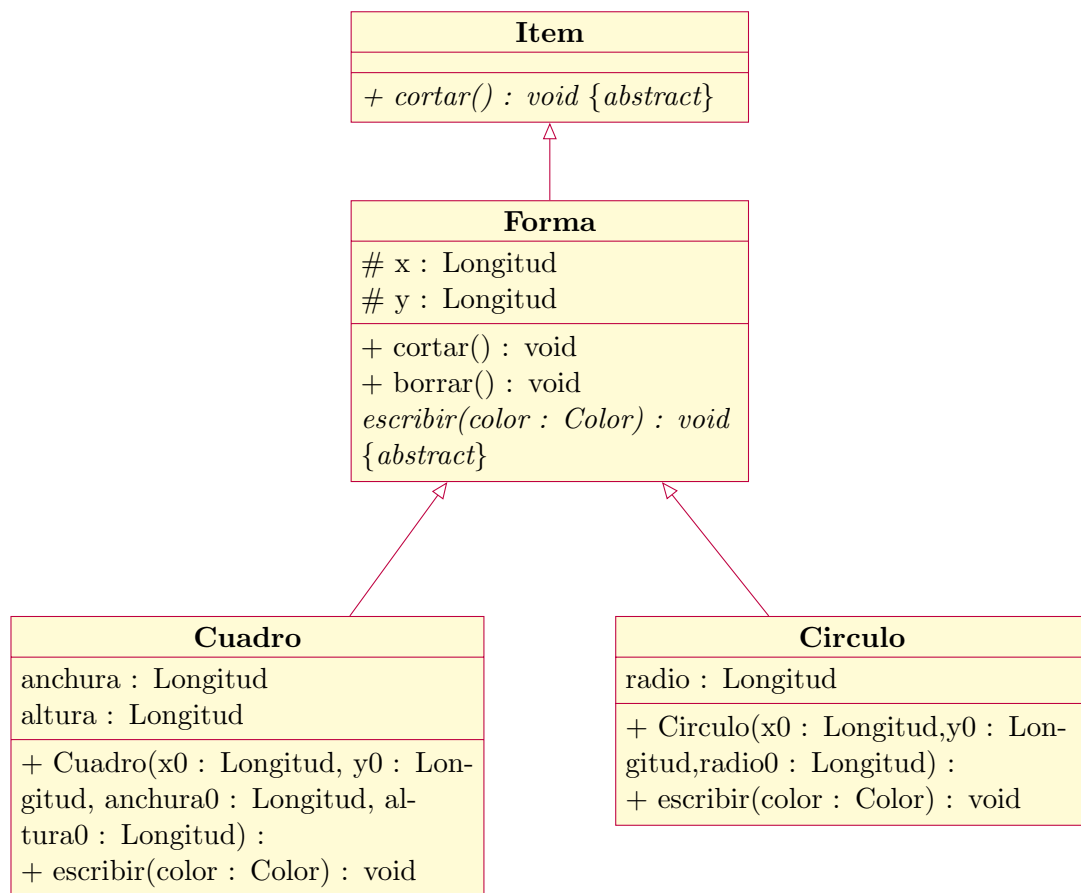 Item
+ cortar() : void {abstract}
Forma
# x : Longitud
# y : Longitud
+ cortar() : void
+ borrar() : void
escribir(color : Color) : void
{abstract}
Cuadro
anchura : Longitud
altura : Longitud
+ Cuadro(x0 : Longitud, y0 : Lon-
gitud, anchura0 : Longitud, al-
tura0 : Longitud) :
+ escribir(color : Color) : void
Circulo
radio : Longitud
+ Circulo(x0 : Longitud,y0 : Lon-
gitud,radio0 : Longitud) :
+ escribir(color : Color) : void